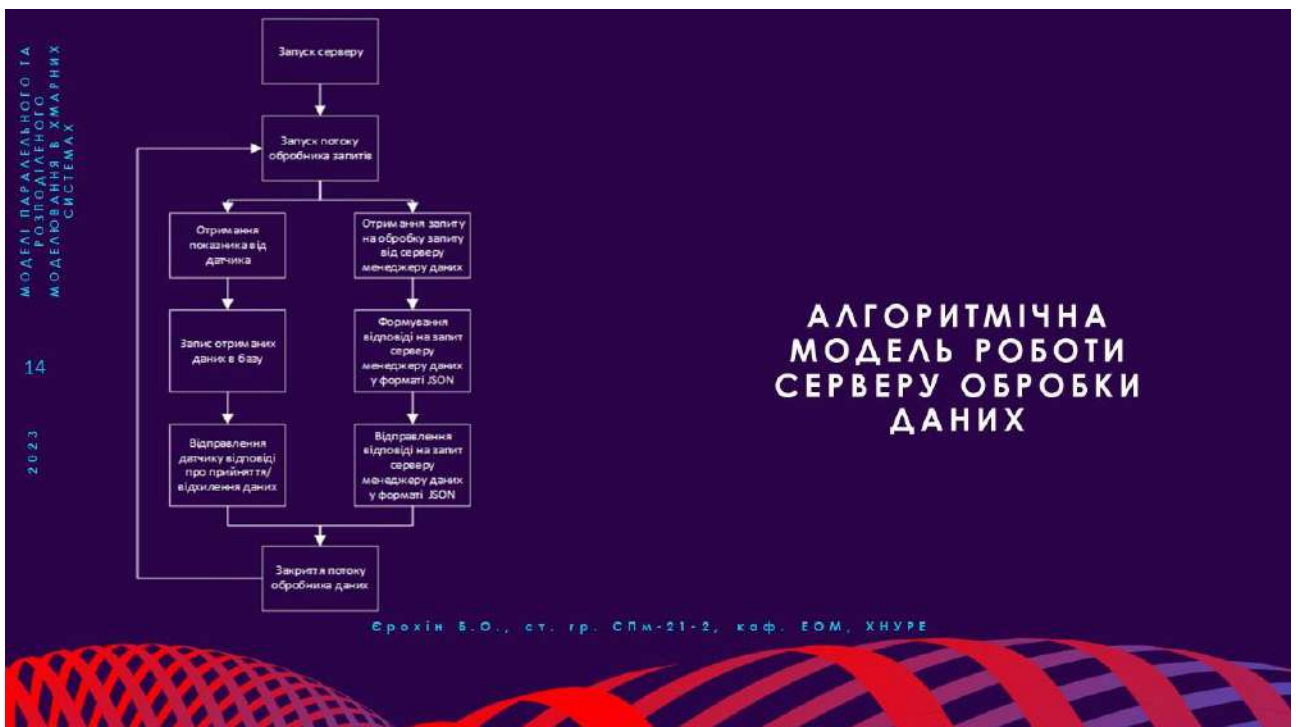 МОДЕЛІ ПАРАЛЕЛЬНОГО ТА
РОЗПОДІЛЕНОГО
МОДЕЛЮВАННЯ В ХМАРНИХ
СИСТЕМАХ
14
2023
Запуск серверу
Запуск потоку
обробника запитів
Отримання
показника від
датчика
Отримання запиту
на обробку запиту
від серверу
менеджеру даних
Запис отриманих
даних в базу
Формування
відповіді на запит
серверу
менеджеру даних
у форматі JSON
Відправлення
датчику відповіді
про прийняття/
відхилення даних
Відправлення
відповіді на запит
серверу
менеджеру даних
у форматі JSON
Закриття потоку
обробника даних
АЛГОРИТМІЧНА
МОДЕЛЬ РОБОТИ
СЕРВЕРУ ОБРОБКИ
ДАНИХ
Єрохін Б.О., ст. гр. СПм-21-2, каф. ЕОМ, ХНУРЕ